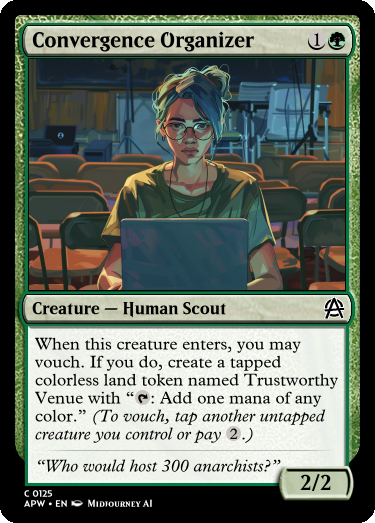 Convergence Organizer 1
Creature — Human Scout
When this creature enters, you may
vouch. If you do, create a tapped
colorless land token named Trustworthy
Venue with “: Add one mana of any
color.” (To vouch, tap another untapped
creature you control or pay 2.)
“Who would host 300 anarchists?”
2/2
C 0125
APW • EN Midjourney AI